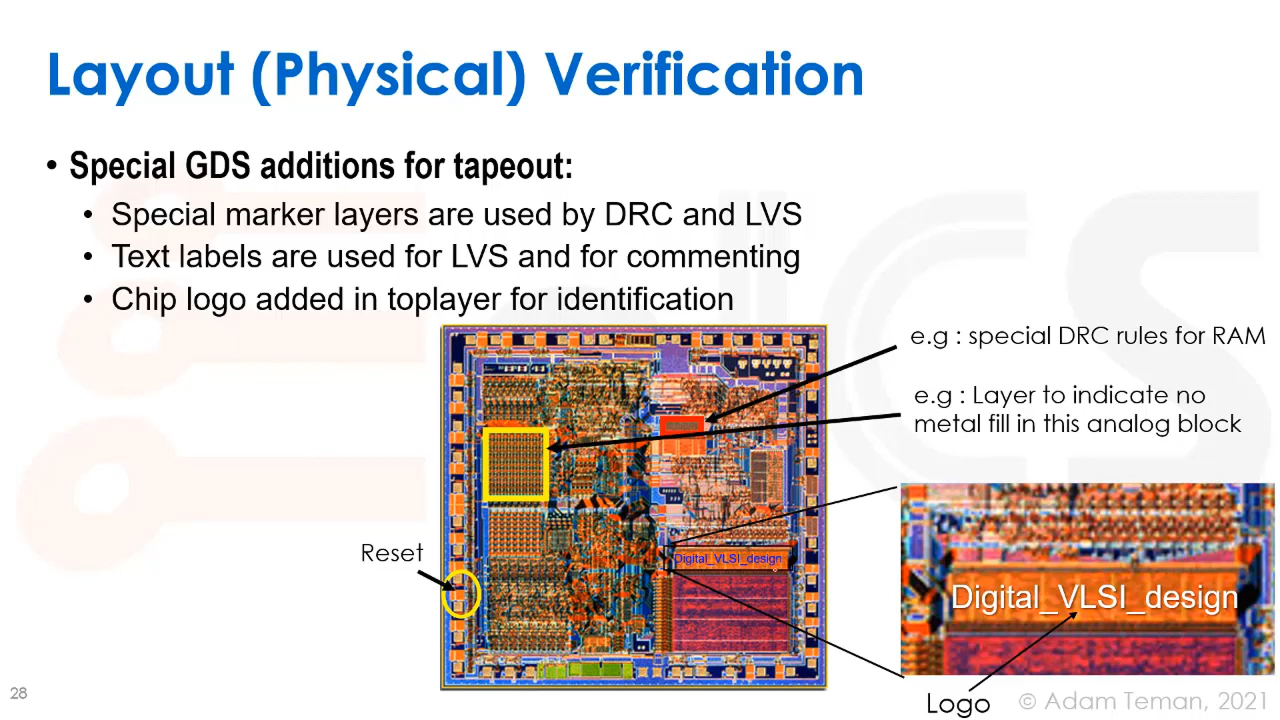 Layout (Physical) Verification
• Special GDS additions for tapeout:
• Special marker layers are used by DRC and LVS
• Text labels are used for LVS and for commenting
• Chip logo added in toplayer for identification
e.g : special DRC rules for RAM
e.g : Layer to indicate no
metal fill in this analog block
Reset
Digital_VLSI_design
Digital_VLSI_design
Logo
28
© Adam Teman, 2021